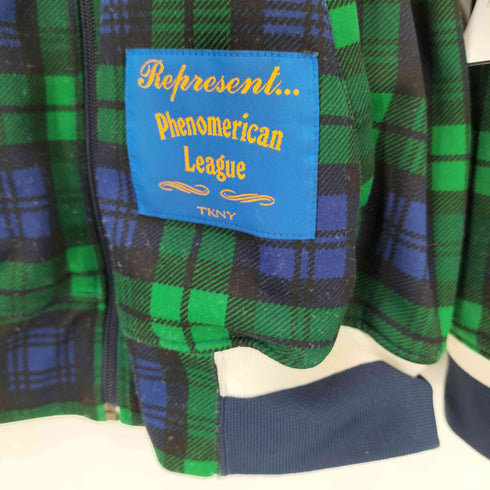 Represent...
Phenomerican
League
TKNY